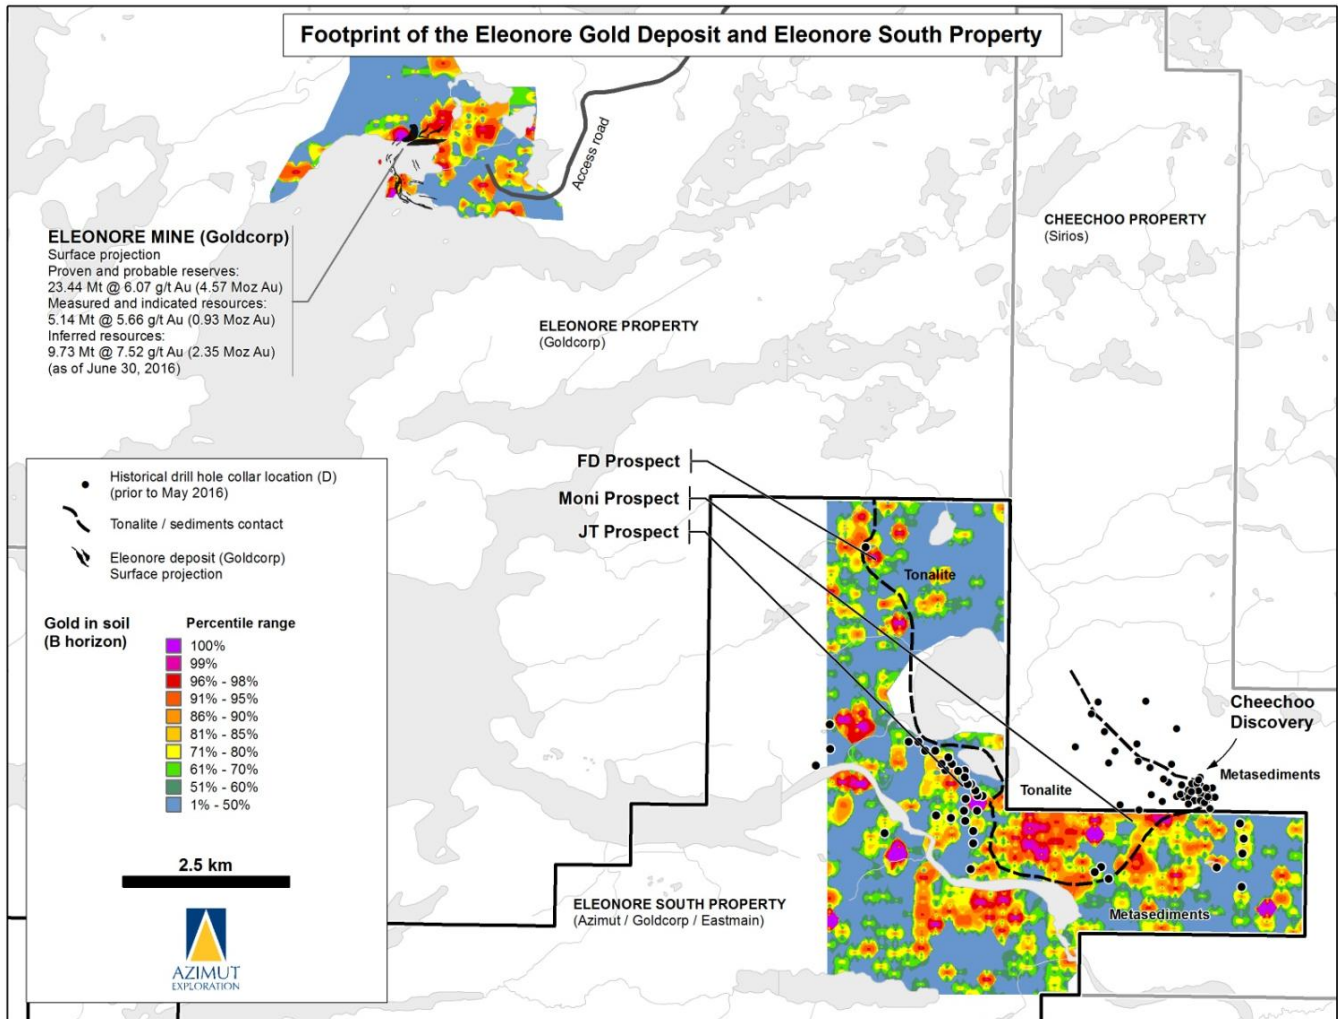 Footprint of the Eleonore Gold Deposit and Eleonore South Property
Access road
ELEONORE MINE (Goldcorp)
Surface projection
Proven and probable reserves:
23.44 Mt @ 6.07 g/t Au (4.57 Moz Au)
Measured and indicated resources:
5.14 Mt @ 5.66 g/t Au (0.93 Moz Au)
Inferred resources:
9.73 Mt @ 7.52 g/t Au (2.35 Moz Au)
(as of June 30, 2016)
CHEECHOO PROPERTY
(Sirios)
ELEONORE PROPERTY
(Goldcorp)
FD Prospect
Moni Prospect
JT Prospect
Tonalite
Cheechoo
Discovery
Metasediments
Tonalite
Metasediments
ELEONORE SOUTH PROPERTY
(Azimut / Goldcorp / Eastmain)
Historical drill hole collar location (D)
(prior to May 2016)
Tonalite / sediments contact
Eleonore deposit (Goldcorp)
Surface projection
Gold in soil
(B horizon)
Percentile range
100%
99%
96% - 98%
91% - 95%
86% - 90%
81% - 85%
71% - 80%
61% - 70%
51% - 60%
1% - 50%
2.5 km
AZIMUT
EXPLORATION